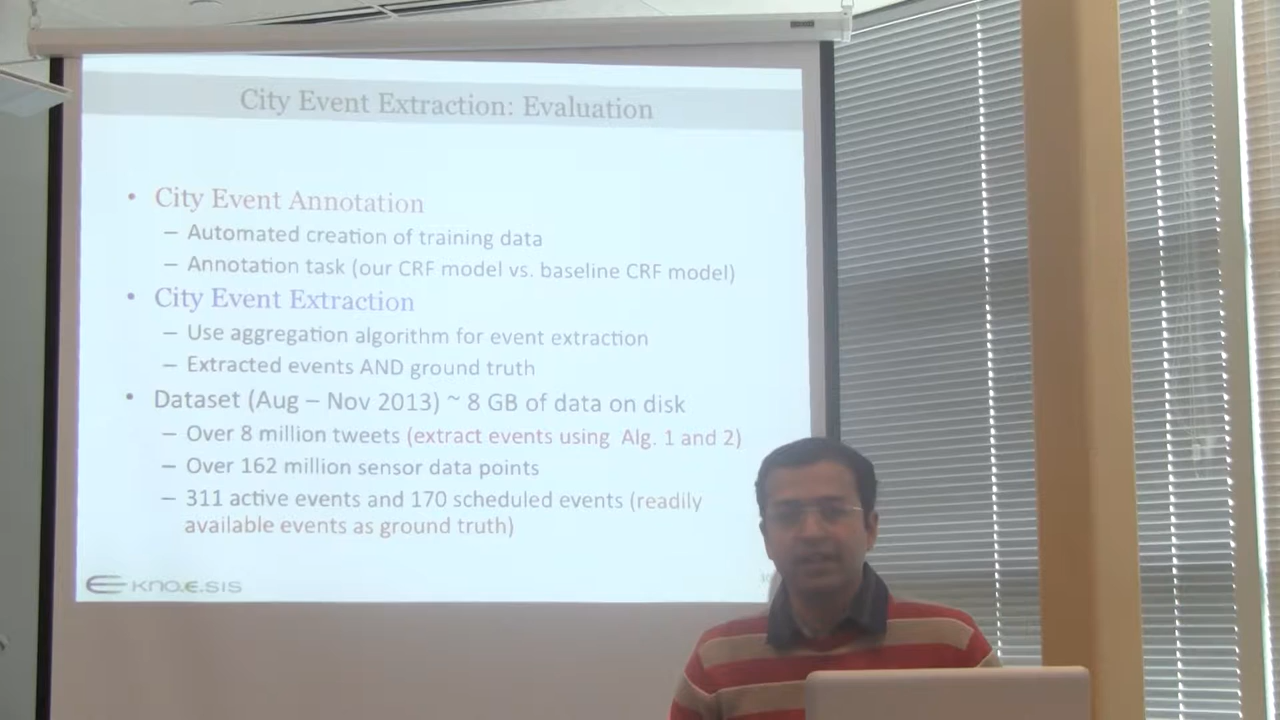 City Event Extraction: Evaluation
• City Event Annotation
– Automated creation of training data
– Annotation task (our CRF model vs. baseline CRF model)
• City Event Extraction
– Use aggregation algorithm for event extraction
– Extracted events AND ground truth
• Dataset (Aug – Nov 2013) ~ 8 GB of data on disk
– Over 8 million tweets (extract events using Alg. 1 and 2)
– Over 162 million sensor data points
– 311 active events and 170 scheduled events (readily
available events as ground truth)
KNO.E.SIS